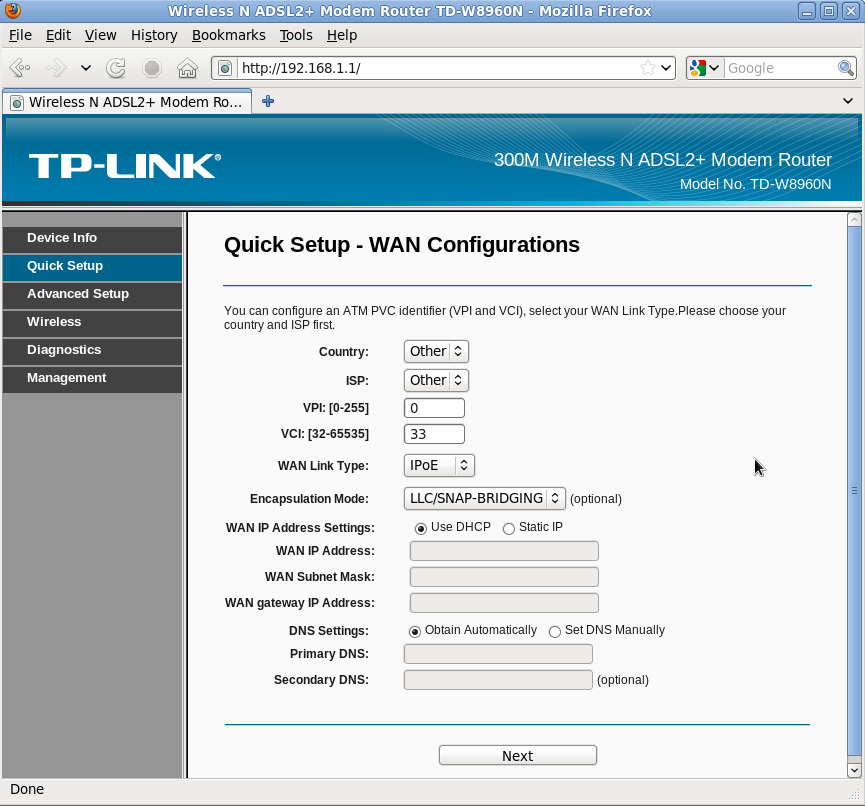 Wireless N ADSL2+ Modem Router TD-W8960N - Mozilla Firefox
File Edit View History Bookmarks Tools Help
http://192.168.1.1/ Google
Wireless N ADSL2+ Modem Ro...
TP-LINK®
300M Wireless N ADSL2+ Modem Router
Model No. TD-W8960N
Device Info
Quick Setup
Advanced Setup
Wireless
Diagnostics
Management
Quick Setup - WAN Configurations
You can configure an ATM PVC identifier (VPI and VCI), select your WAN Link Type.Please choose your
country and ISP first.
Country: Other
ISP: Other
VPI: [0-255] 0
VCI: [32-65535] 33
WAN Link Type: IPoE
Encapsulation Mode: LLC/SNAP-BRIDGING (optional)
WAN IP Address Settings: Use DHCP Static IP
WAN IP Address:
WAN Subnet Mask:
WAN gateway IP Address:
DNS Settings: Obtain Automatically Set DNS Manually
Primary DNS:
Secondary DNS: (optional)
Next
Done